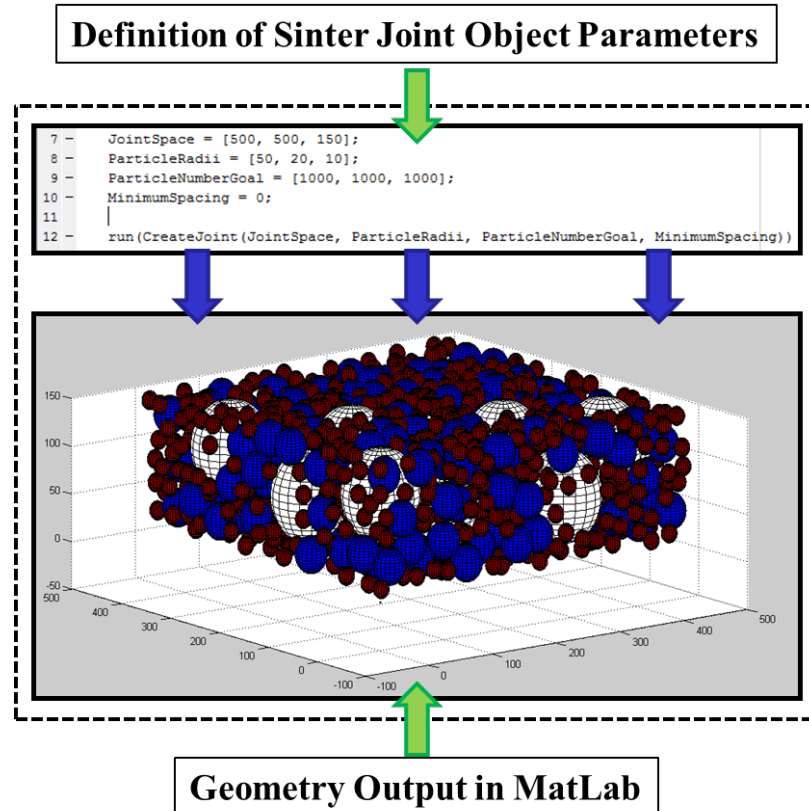 Definition of Sinter Joint Object Parameters
7 - JointSpace = [500, 500, 150];
8 - ParticleRadii = [50, 20, 10];
9 - ParticleNumberGoal = [1000, 1000, 1000];
10 - MinimumSpacing = 0;
11
12 - run(CreateJoint(JointSpace, ParticleRadii, ParticleNumberGoal, MinimumSpacing))
150
100
50
0
-50
500
400
300
200
100
0
-100
-100
0
100
200
300
400
500
Geometry Output in MatLab